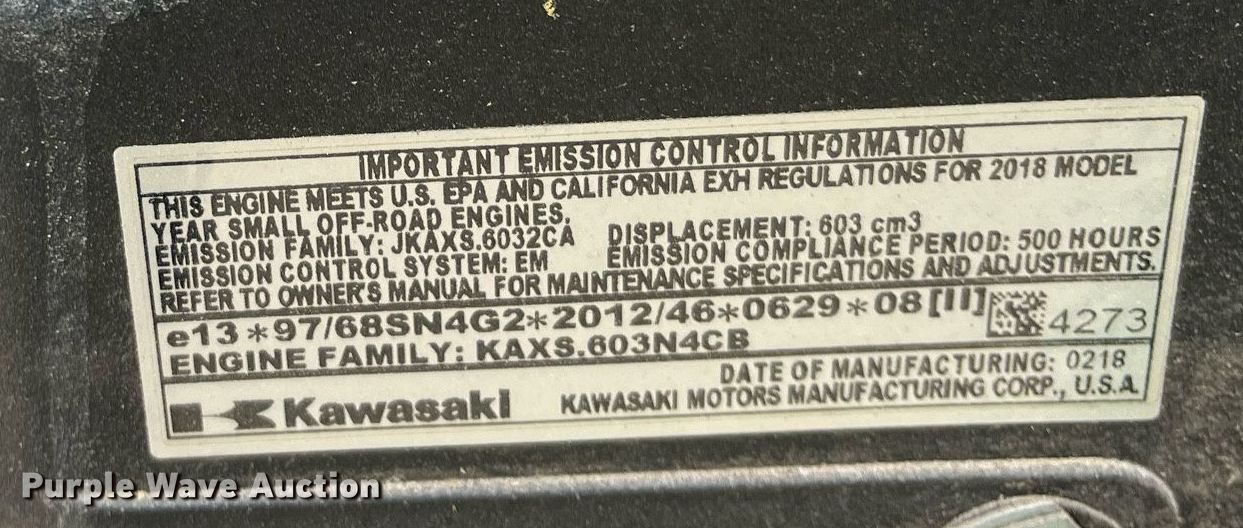 IMPORTANT EMISSION CONTROL INFORMATION
THIS ENGINE MEETS U.S. EPA AND CALIFORNIA EXH REGULATIONS FOR 2018 MODEL
YEAR SMALL OFF-ROAD ENGINES.
EMISSION FAMILY: JKAXS.6032CA DISPLACEMENT: 603 cm3
EMISSION CONTROL SYSTEM: EM EMISSION COMPLIANCE PERIOD: 500 HOURS
REFER TO OWNER'S MANUAL FOR MAINTENANCE SPECIFICATIONS AND ADJUSTMENTS.
e13*97/68SN4G2*2012/46*0629*08[II] 4273
ENGINE FAMILY: KAXS.603N4CB
DATE OF MANUFACTURING: 0218
Kawasaki KAWASAKI MOTORS MANUFACTURING CORP., U.S.A.
Purple Wave Auction